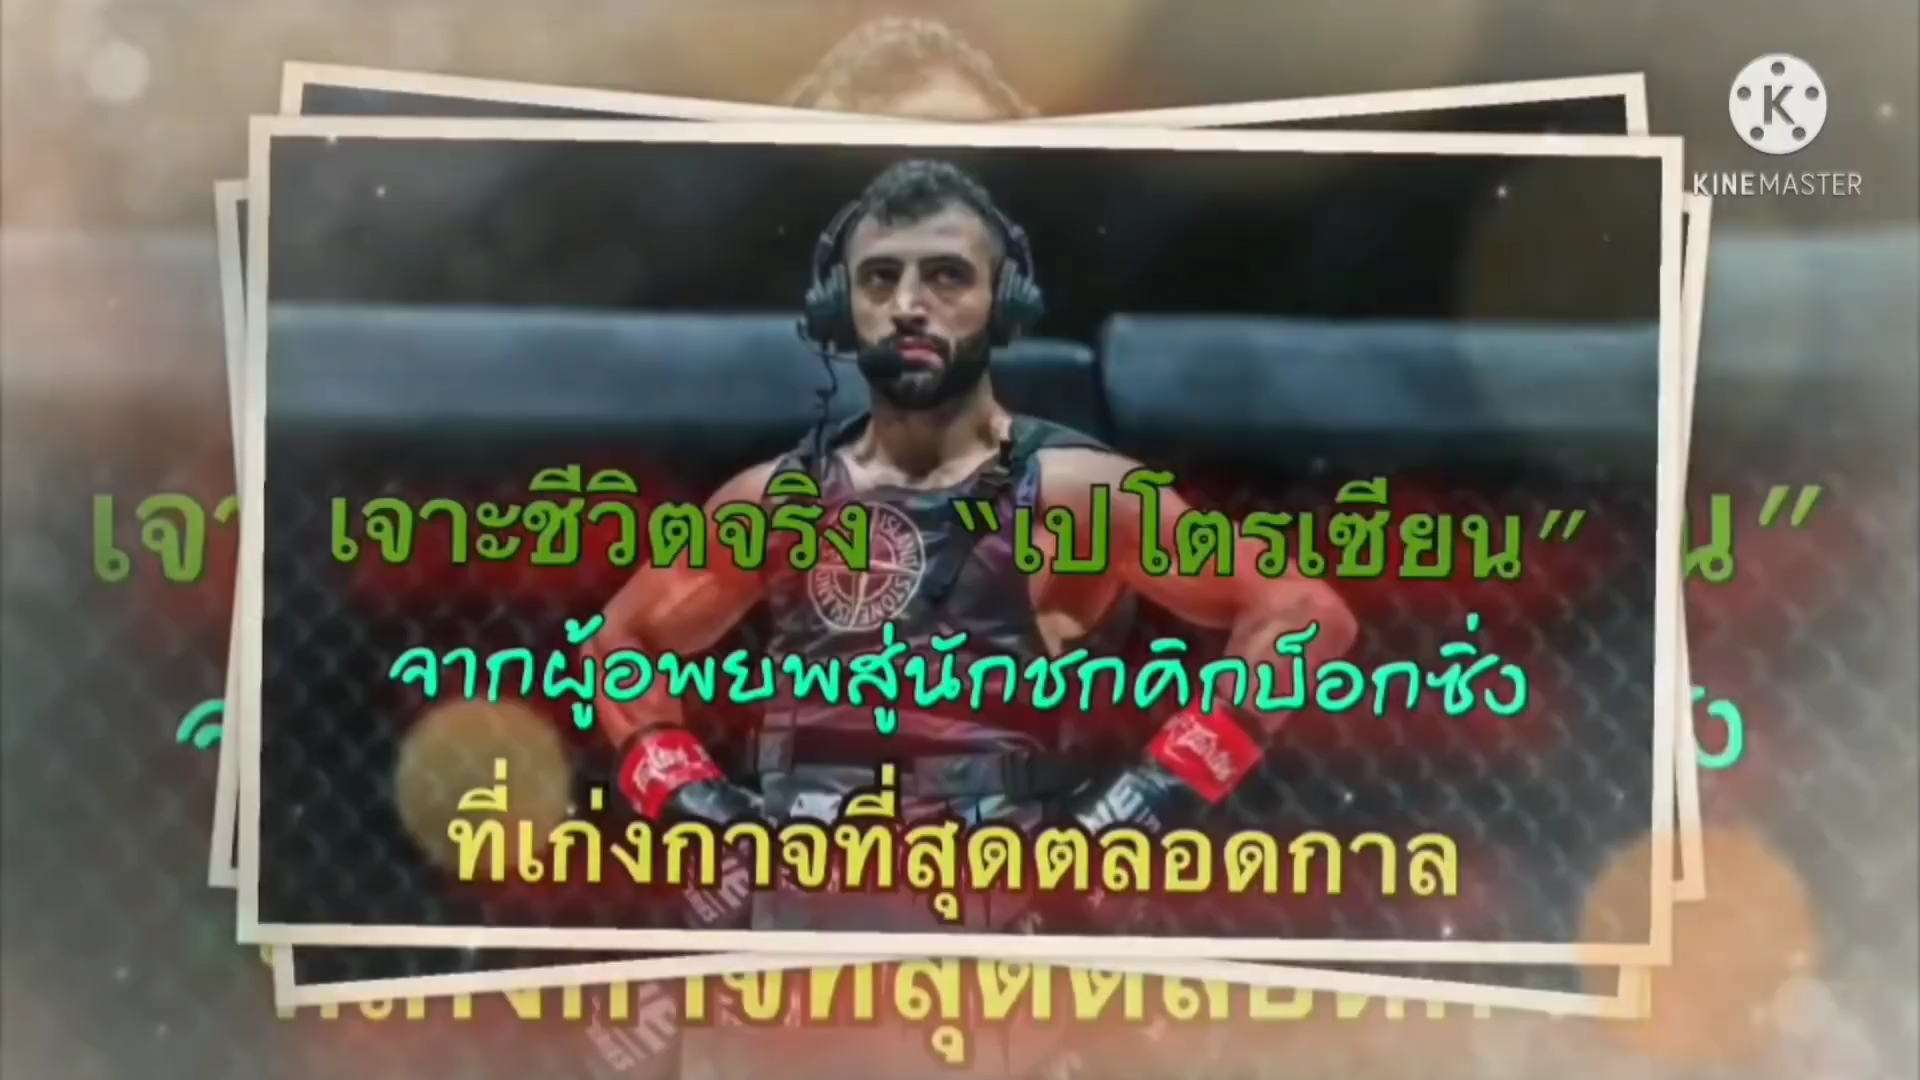 KINEMASTER
เจาะชีวิตจริง “เปโตรเซียน”
จากผู้อพยพสู่นักชกคิกบ็อกซิ่ง
ที่เก่งกาจที่สุดตลอดกาล